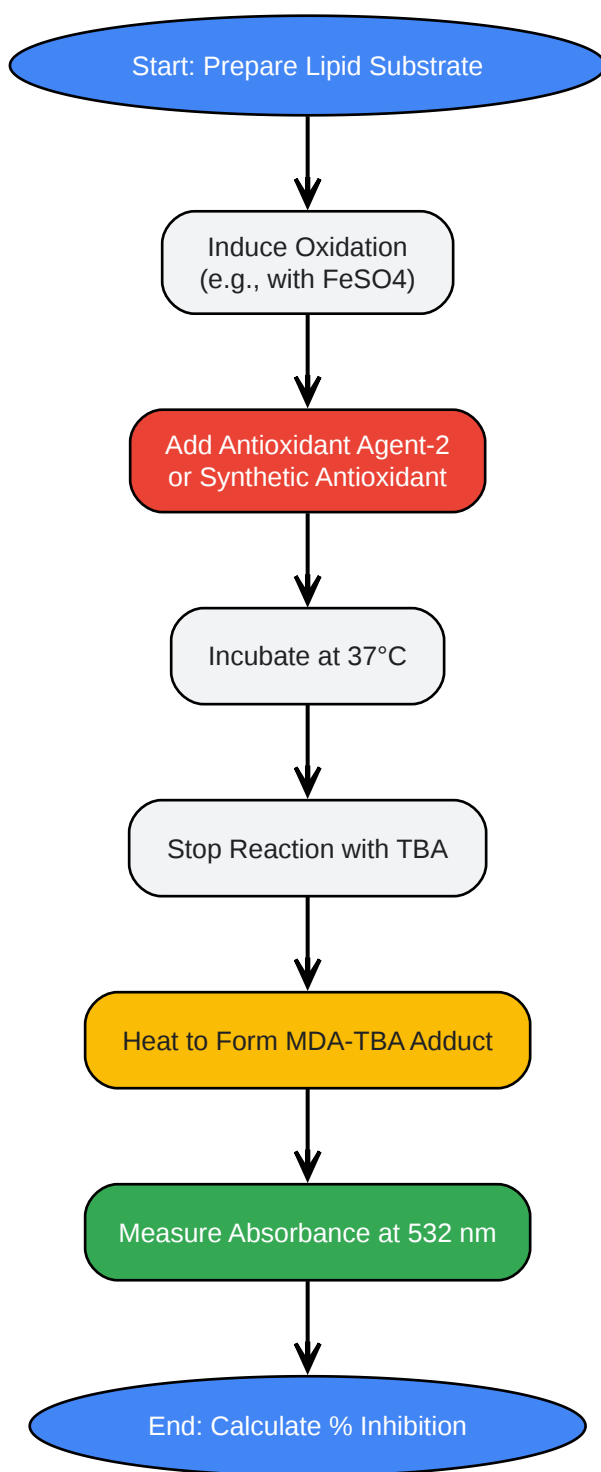 Start: Prepare Lipid Substrate
Induce Oxidation
(e.g., with FeSO4)
Add Antioxidant Agent-2
or Synthetic Antioxidant
Incubate at 37°C
Stop Reaction with TBA
Heat to Form MDA-TBA Adduct
Measure Absorbance at 532 nm
End: Calculate % Inhibition